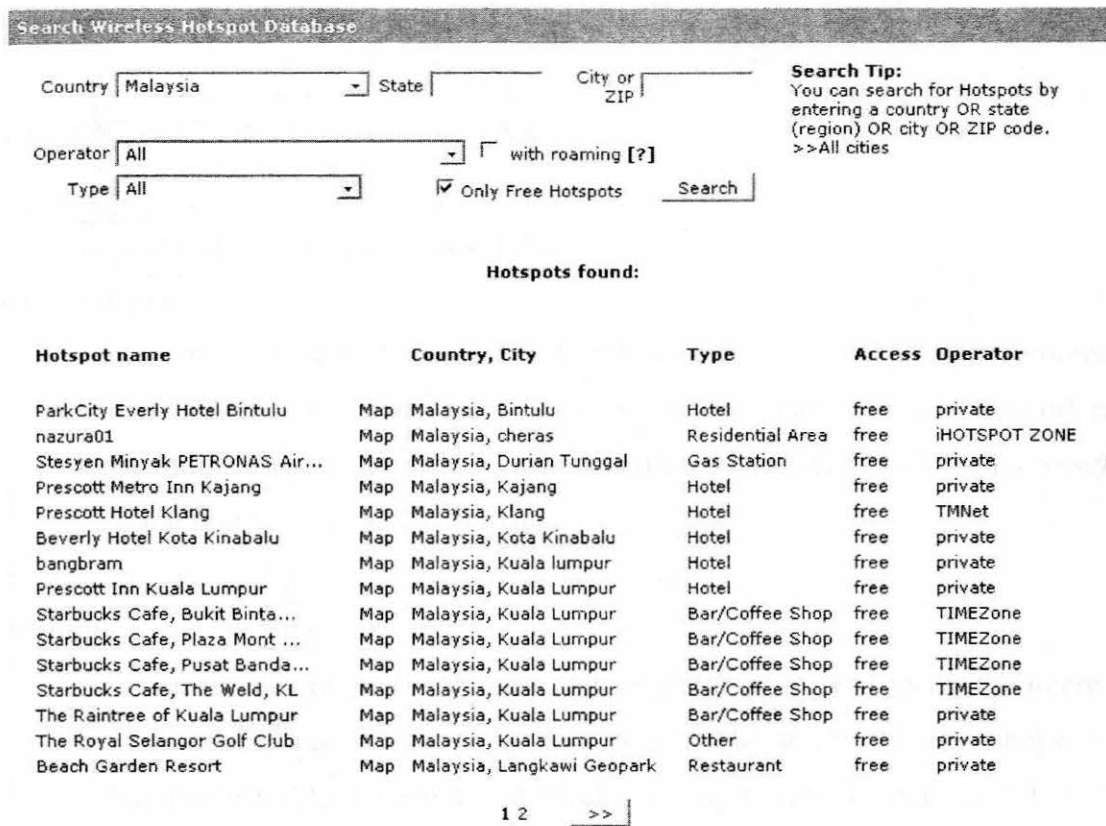 Search Wireless Hotspot Database
Country Malaysia State City or ZIP
Search Tip:
You can search for Hotspots by
entering a country OR state
(region) OR city OR ZIP code.
>>All cities
Operator All with roaming [?]
Type All Only Free Hotspots Search
Hotspots found:
Hotspot name Country, City Type Access Operator
ParkCity Everly Hotel Bintulu Map Malaysia, Bintulu Hotel free private
nazura01 Map Malaysia, cheras Residential Area free iHOTSPOT ZONE
Stesyen Minyak PETRONAS Air... Map Malaysia, Durian Tunggal Gas Station free private
Prescott Metro Inn Kajang Map Malaysia, Kajang Hotel free private
Prescott Hotel Klang Map Malaysia, Klang Hotel free TMNet
Beverly Hotel Kota Kinabalu Map Malaysia, Kota Kinabalu Hotel free private
bangbram Map Malaysia, Kuala lumpur Hotel free private
Prescott Inn Kuala Lumpur Map Malaysia, Kuala Lumpur Hotel free private
Starbucks Cafe, Bukit Binta... Map Malaysia, Kuala Lumpur Bar/Coffee Shop free TIMEZone
Starbucks Cafe, Plaza Mont ... Map Malaysia, Kuala Lumpur Bar/Coffee Shop free TIMEZone
Starbucks Cafe, Pusat Banda... Map Malaysia, Kuala Lumpur Bar/Coffee Shop free TIMEZone
Starbucks Cafe, The Weld, KL Map Malaysia, Kuala Lumpur Bar/Coffee Shop free TIMEZone
The Raintree of Kuala Lumpur Map Malaysia, Kuala Lumpur Bar/Coffee Shop free private
The Royal Selangor Golf Club Map Malaysia, Kuala Lumpur Other free private
Beach Garden Resort Map Malaysia, Langkawi Geopark Restaurant free private
1 2 >>